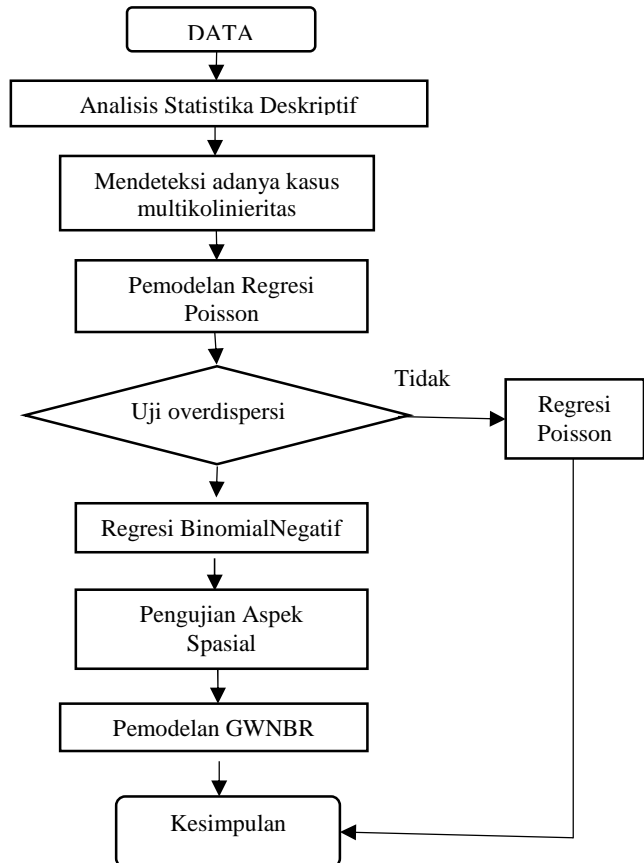 DATA
Analisis Statistika Deskriptif
Mendeteksi adanya kasus
multikolinieritas
Pemodelan Regresi
Poisson
Uji overdispersi
Tidak
Regresi
Poisson
Regresi BinomialNegatif
Pengujian Aspek
Spasial
Pemodelan GWNBR
Kesimpulan